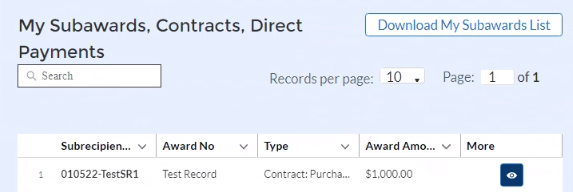 My Subawards, Contracts, Direct Payments
Download My Subawards List
Search
Records per page: 10 Page: 1 of 1
Subrecipien... Award No Type Award Amo... More
1 010522-TestSR1 Test Record Contract: Purcha... $1,000.00